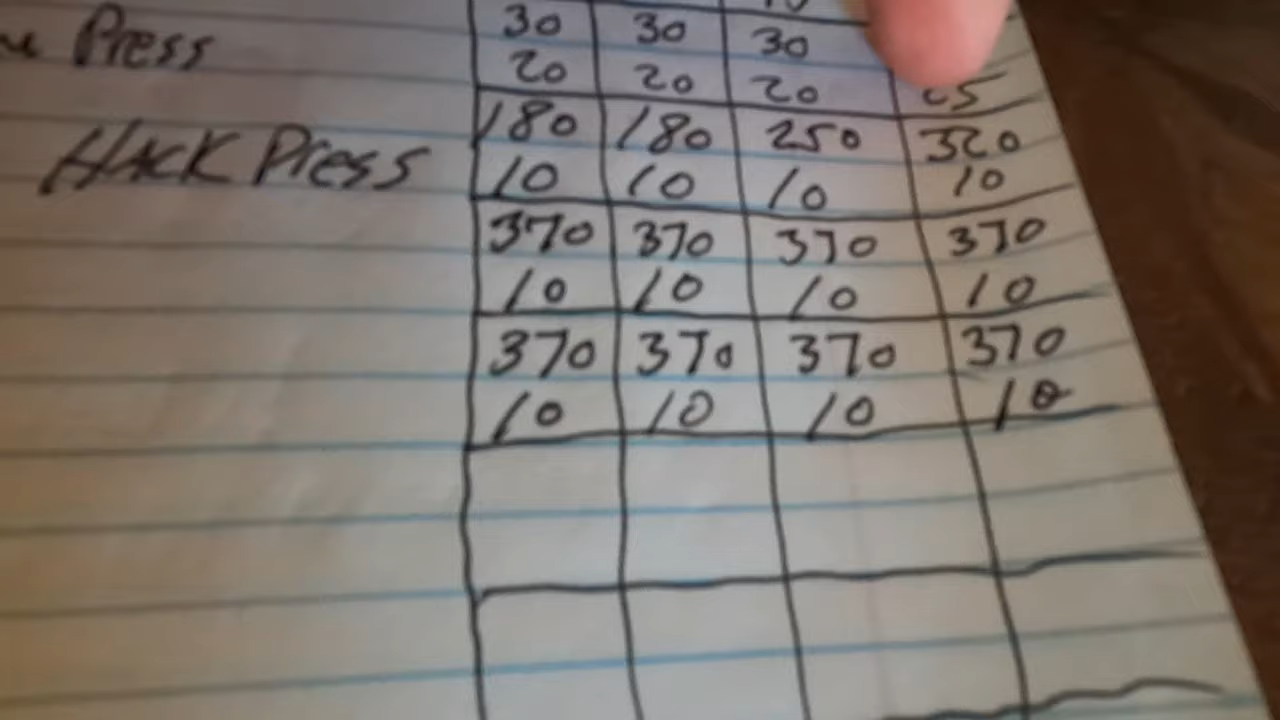 Press 30 30 30
20 20 20 25
180 180 250 320
Hack Press 10 10 10 10
370 370 370 370
10 10 10 10
370 370 370 370
10 10 10 10